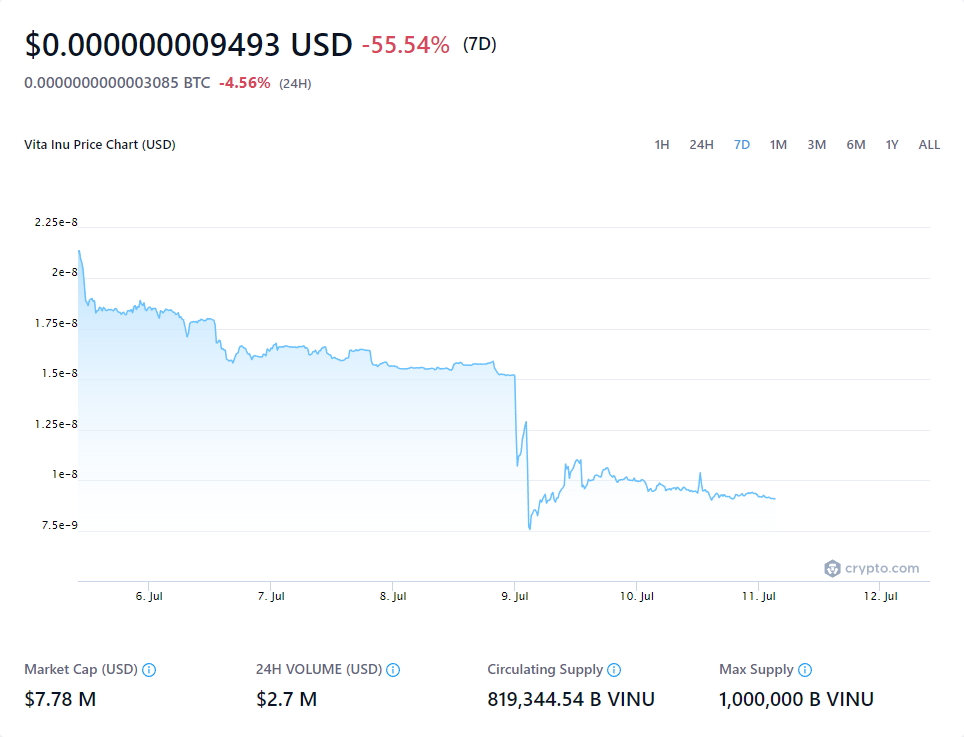 $0.000000009493 USD -55.54% (7D)
0.0000000000003085 BTC -4.56% (24H)
Vita Inu Price Chart (USD) 1H 24H 7D 1M 3M 6M 1Y ALL
2.25e-8
2e-8
1.75e-8
1.5e-8
1.25e-8
1e-8
7.5e-9
crypto.com
6. Jul 7. Jul 8. Jul 9. Jul 10. Jul 11. Jul 12. Jul
Market Cap (USD) 24H VOLUME (USD) Circulating Supply Max Supply
$7.78 M $2.7 M 819,344.54 B VINU 1,000,000 B VINU